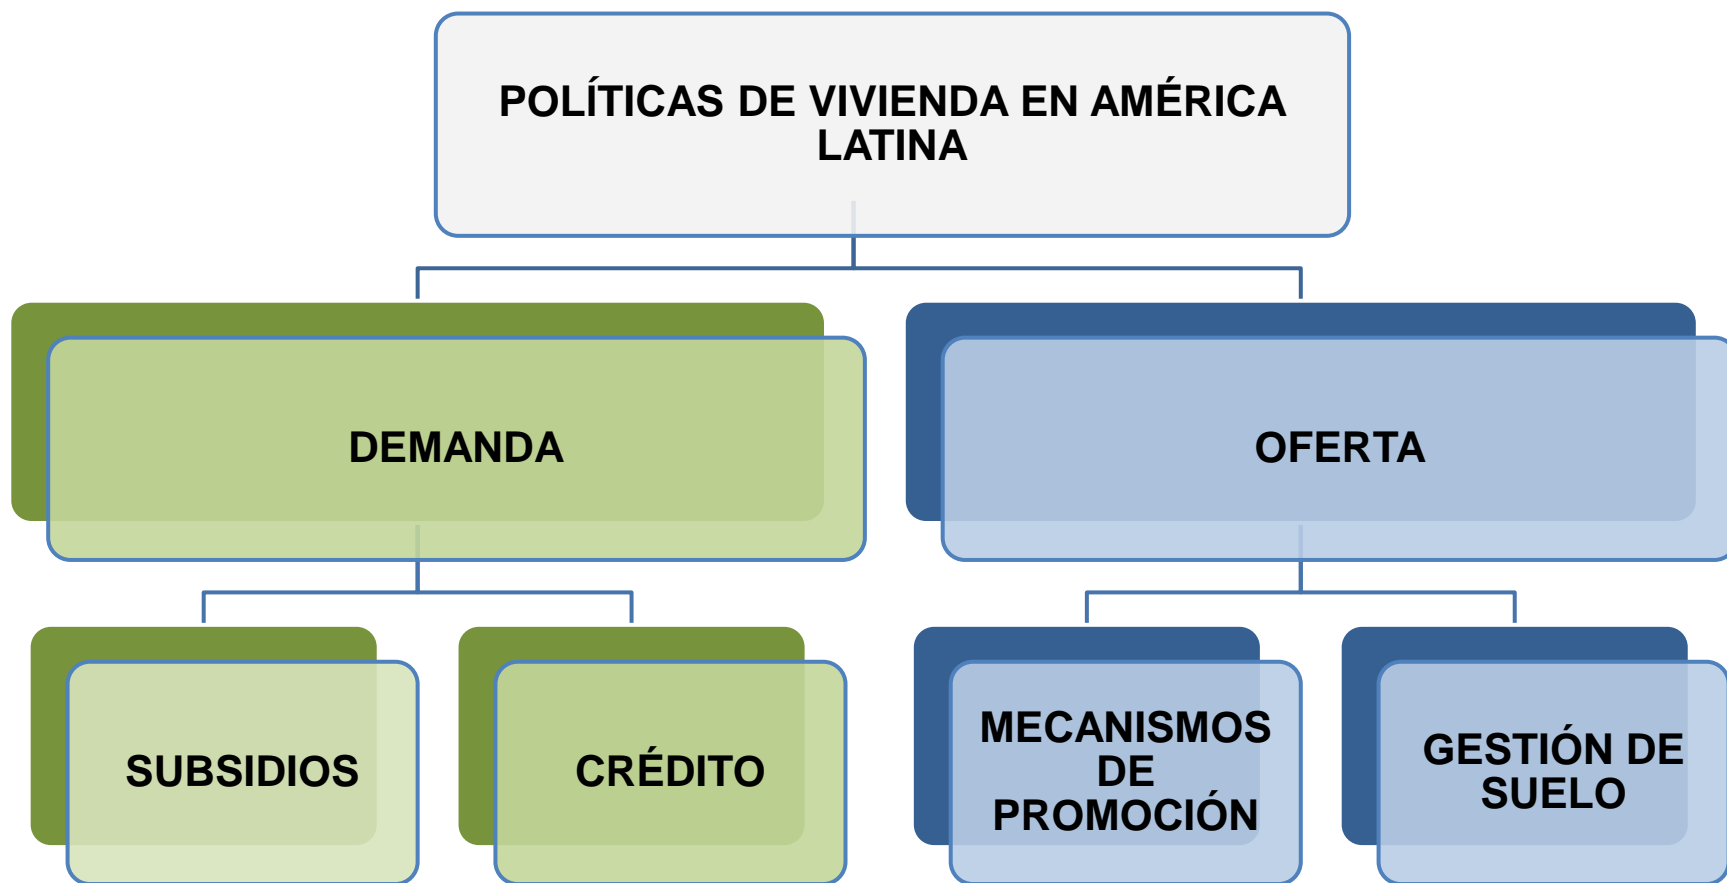 POLÍTICAS DE VIVIENDA EN AMÉRICA
LATINA
DEMANDA
OFERTA
SUBSIDIOS
CRÉDITO
MECANISMOS
DE
PROMOCIÓN
GESTIÓN DE
SUELO